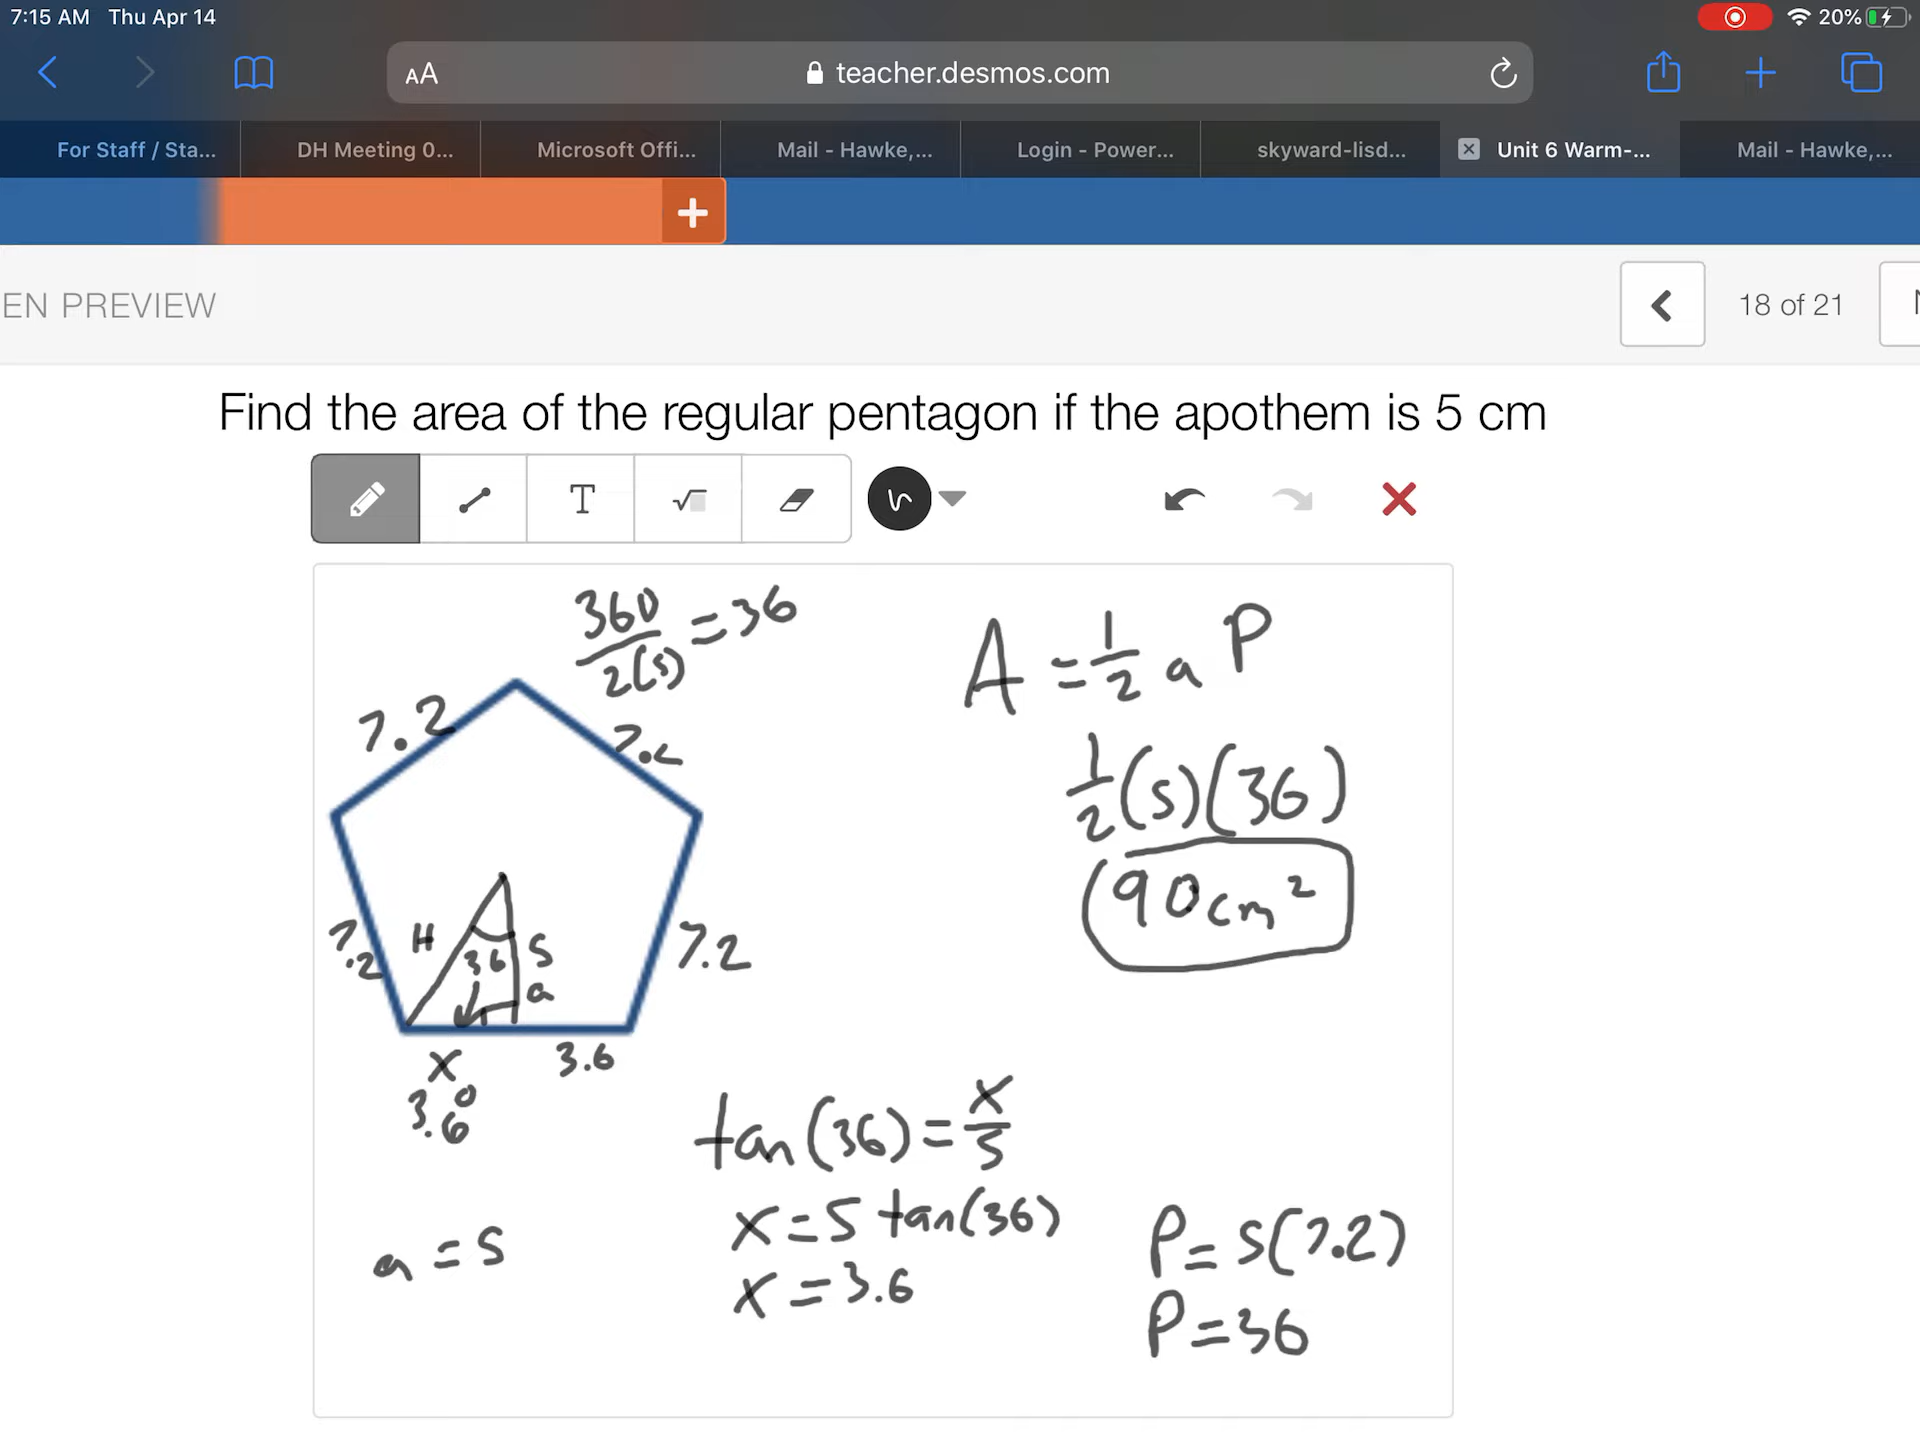 7:15 AM Thu Apr 14
20%
AA
teacher.desmos.com
For Staff / Sta...
DH Meeting 0...
Microsoft Offi...
Mail - Hawke,...
Login - Power...
skyward-lisd...
Unit 6 Warm-...
Mail - Hawke,...
EN PREVIEW
18 of 21
Find the area of the regular pentagon if the apothem is 5 cm
T
360/2(5) = 36
A = 1/2 a P
7.2
7.2
1/2 (5)(36)
90cm²
7.2
H
36
5
a
7.2
x
3.6
o
3.6
tan(36) = x/5
x = 5 tan(36)
x = 3.6
a = 5
P = 5(7.2)
P = 36